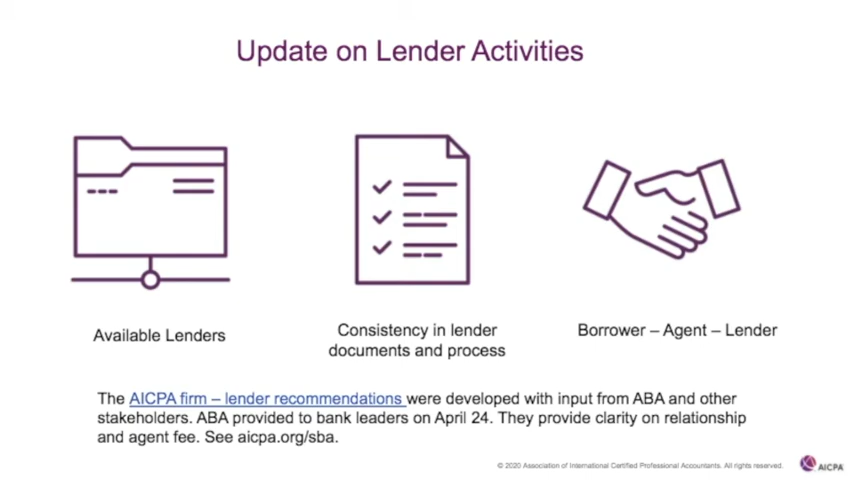 Update on Lender Activities
Available Lenders
Consistency in lender
documents and process
Borrower – Agent – Lender
The AICPA firm – lender recommendations were developed with input from ABA and other
stakeholders. ABA provided to bank leaders on April 24. They provide clarity on relationship
and agent fee. See aicpa.org/sba.
© 2020 Association of International Certified Professional Accountants. All rights reserved.
AICPA